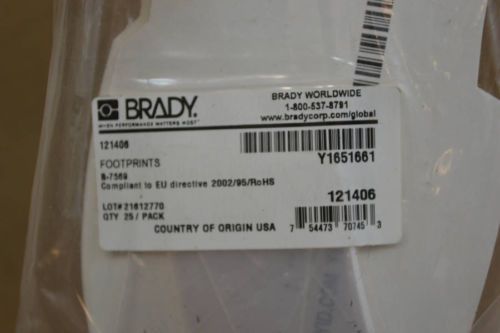 BRADY
WHEN PERFORMANCE MATTERS MOST
BRADY WORLDWIDE
1-800-537-8791
www.bradycorp.com/global
121406
FOOTPRINTS
Y1651661
B-7569
Compliant to EU directive 2002/95/RoHS
121406
LOT# 21612770
QTY 25 / PACK
COUNTRY OF ORIGIN USA
7 54473 70745 3